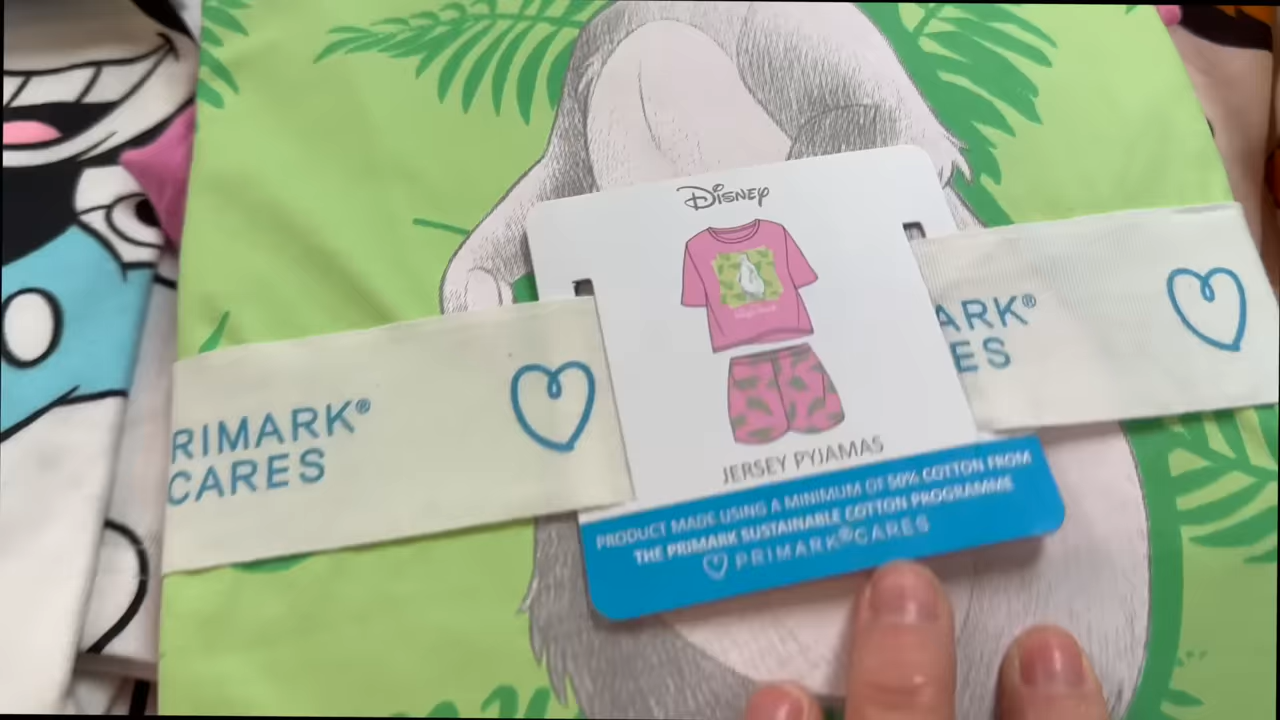 Disney
JERSEY PYJAMAS
PRODUCT MADE USING A MINIMUM OF 50% COTTON FROM
THE PRIMARK SUSTAINABLE COTTON PROGRAMME
PRIMARK® CARES
RIMARK®
CARES
ARK®
ES